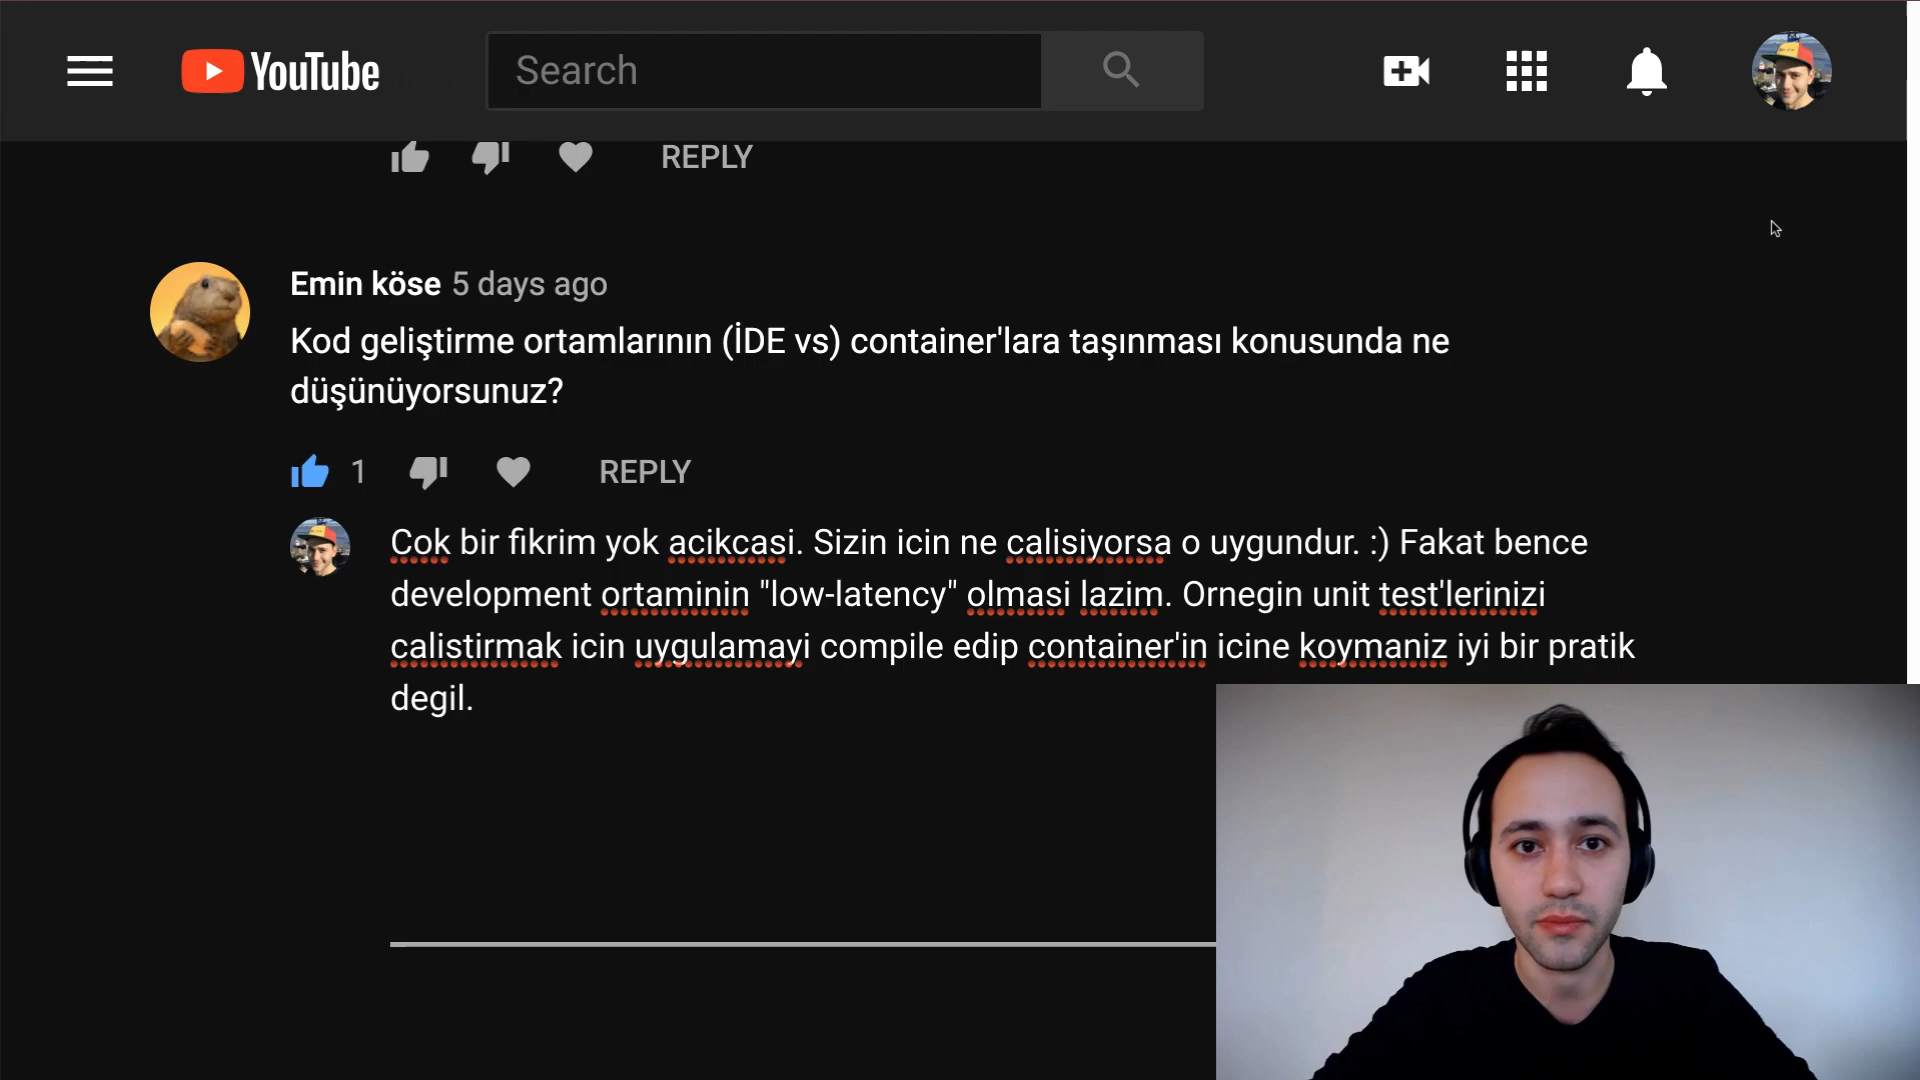 YouTube
Search
REPLY
Emin köse 5 days ago
Kod geliştirme ortamlarının (İDE vs) container'lara taşınması konusunda ne
düşünüyorsunuz?
1
REPLY
Cok bir fikrim yok acikcasi. Sizin icin ne calisiyorsa o uygundur. :) Fakat bence
development ortaminin "low-latency" olmasi lazim. Ornegin unit test'lerinizi
calistirmak icin uygulamayi compile edip container'in icine koymaniz iyi bir pratik
degil.